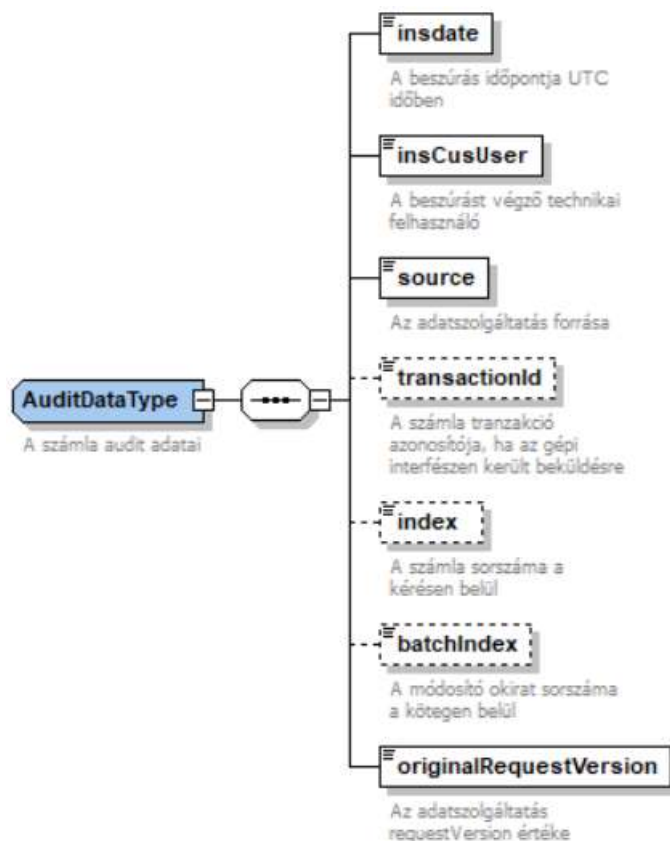 insdate
A beszúrás időpontja UTC
időben
insCusUser
A beszúrást végző technikai
felhasználó
source
Az adatszolgáltatás forrása
AuditDataType
A számla audit adatai
transactionId
A számla tranzakció
azonosítója, ha az gépi
interfészen került beküldésre
index
A számla sorszáma a
kérésen belül
batchIndex
A módosító okirat sorszáma
a kötegen belül
originalRequestVersion
Az adatszolgáltatás
requestVersion értéke